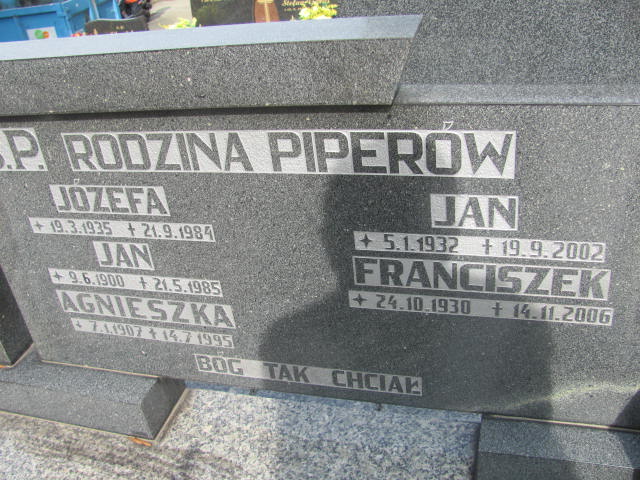 Ś.P. RODZINA PIPERÓW
JÓZEFA
19.3.1935 † 21.9.1984
JAN
9.6.1900 † 21.5.1985
AGNIESZKA
7.1.1907 † 14.7.1995
JAN
5.1.1932 † 19.9.2002
FRANCISZEK
24.10.1930 † 14.11.2006
BÓG TAK CHCIAŁ